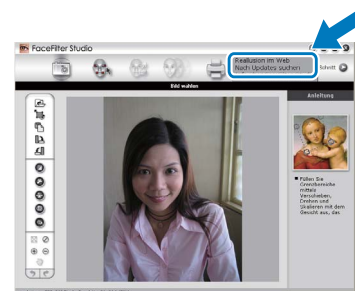 FaceFilter Studio
Reallusion im Web
Nach Updates suchen
Schritt
Bild wählen
Anleitung
Füllen Sie
Grenzbereiche
mittels
Verschieben,
Drehen und
Skalieren mit dem
Gesicht aus, das